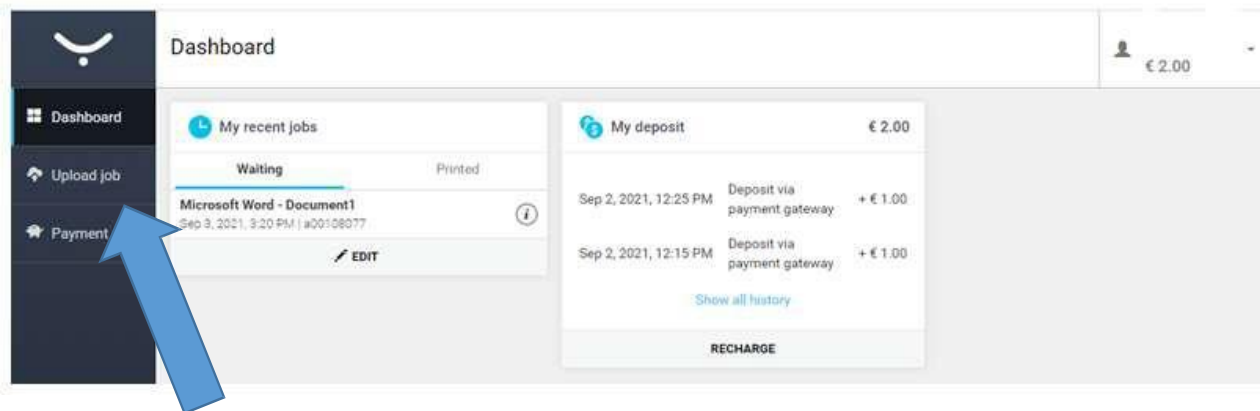 Dashboard
€ 2.00
Dashboard
Upload job
Payment
My recent jobs
Waiting Printed
Microsoft Word - Document1
Sep 3, 2021, 3:20 PM | a00108077
EDIT
My deposit € 2.00
Sep 2, 2021, 12:25 PM Deposit via payment gateway + € 1.00
Sep 2, 2021, 12:15 PM Deposit via payment gateway + € 1.00
Show all history
RECHARGE